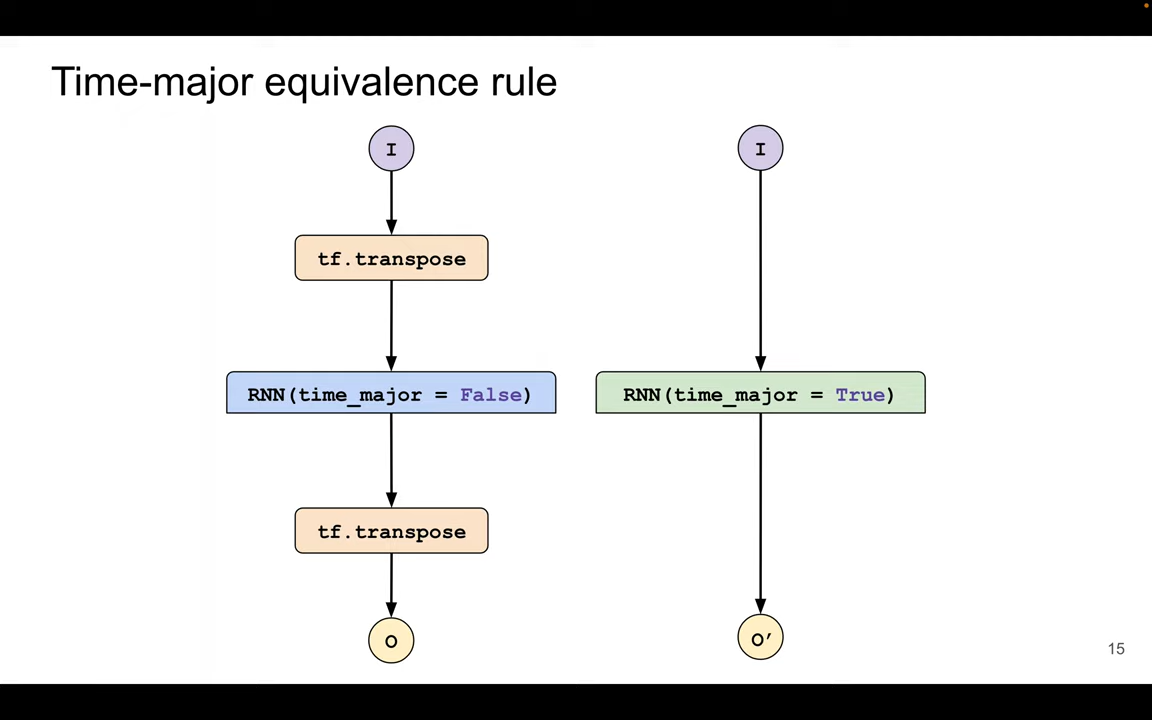 Time-major equivalence rule
I
I
tf.transpose
RNN(time_major = False)
RNN(time_major = True)
tf.transpose
O
O’
15